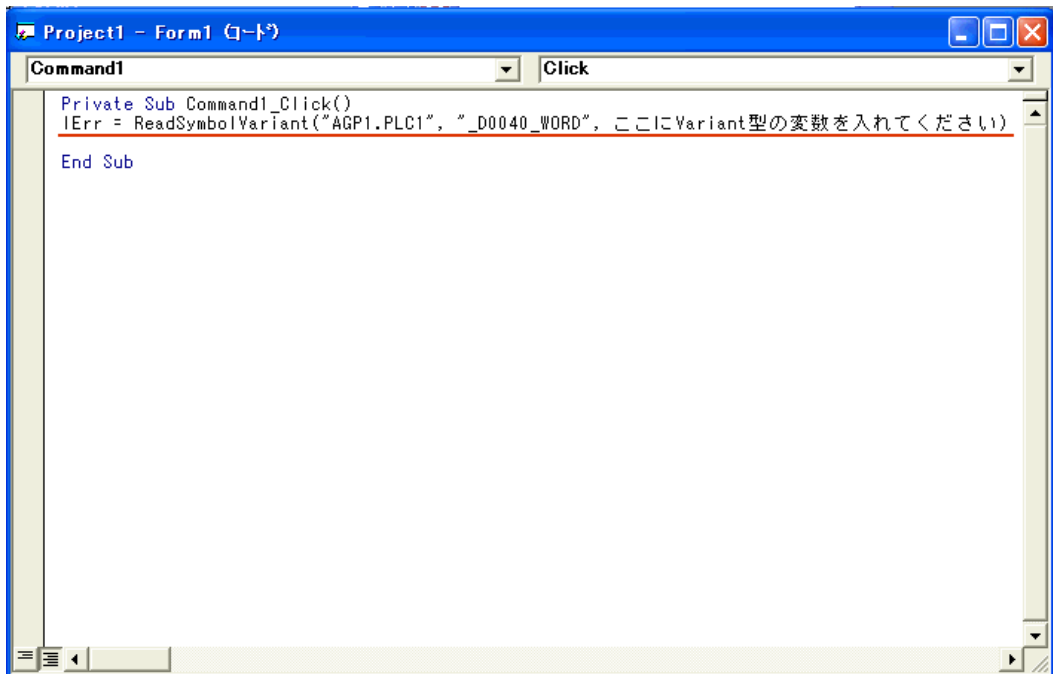 Project1 - Form1 (ｺｰﾄﾞ)
Command1
Click
Private Sub Command1_Click()
lErr = ReadSymbolVariant("AGP1.PLC1", "_D0040_WORD", ここにVariant型の変数を入れてください)
End Sub